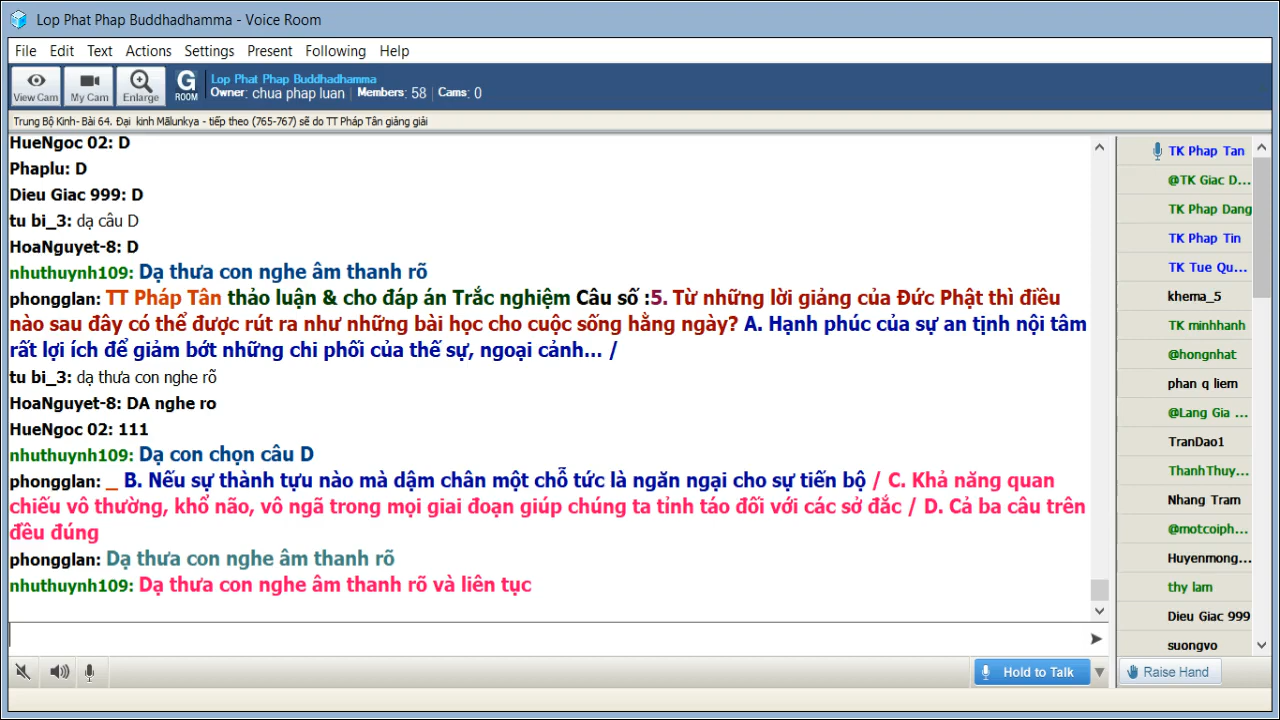 Lop Phat Phap Buddhadhamma - Voice Room
File Edit Text Actions Settings Present Following Help
View Cam My Cam Enlarge G ROOM
Lop Phat Phap Buddhadhamma
Owner: chua phap luan Members: 58 Cams: 0
Trung Bộ Kinh- Bài 64. Đại kinh Mālunkya - tiếp theo (765-767) sẽ do TT Pháp Tân giảng giải
HueNgoc 02: D
Phaplu: D
Dieu Giac 999: D
tu bi_3: dạ câu D
HoaNguyet-8: D
nhuthuynh109: Dạ thưa con nghe âm thanh rõ
phongglan: TT Pháp Tân thảo luận & cho đáp án Trắc nghiệm Câu số :5. Từ những lời giảng của Đức Phật thì điều
nào sau đây có thể được rút ra như những bài học cho cuộc sống hằng ngày? A. Hạnh phúc của sự an tịnh nội tâm
rất lợi ích để giảm bớt những chi phối của thế sự, ngoại cảnh... /
tu bi_3: dạ thưa con nghe rõ
HoaNguyet-8: DA nghe ro
HueNgoc 02: 111
nhuthuynh109: Dạ con chọn câu D
phongglan: _ B. Nếu sự thành tựu nào mà dậm chân một chỗ tức là ngăn ngại cho sự tiến bộ / C. Khả năng quan
chiếu vô thường, khổ não, vô ngã trong mọi giai đoạn giúp chúng ta tỉnh táo đối với các sở đắc / D. Cả ba câu trên
đều đúng
phongglan: Dạ thưa con nghe âm thanh rõ
nhuthuynh109: Dạ thưa con nghe âm thanh rõ và liên tục
TK Phap Tan
@TK Giac D...
TK Phap Dang
TK Phap Tin
TK Tue Qu...
khema_5
TK minhhanh
@hongnhat
phan q liem
@Lang Gia ...
TranDao1
ThanhThuy...
Nhang Tram
@motcoiph...
Huyenmong...
thy lam
Dieu Giac 999
suongvo
Hold to Talk
Raise Hand